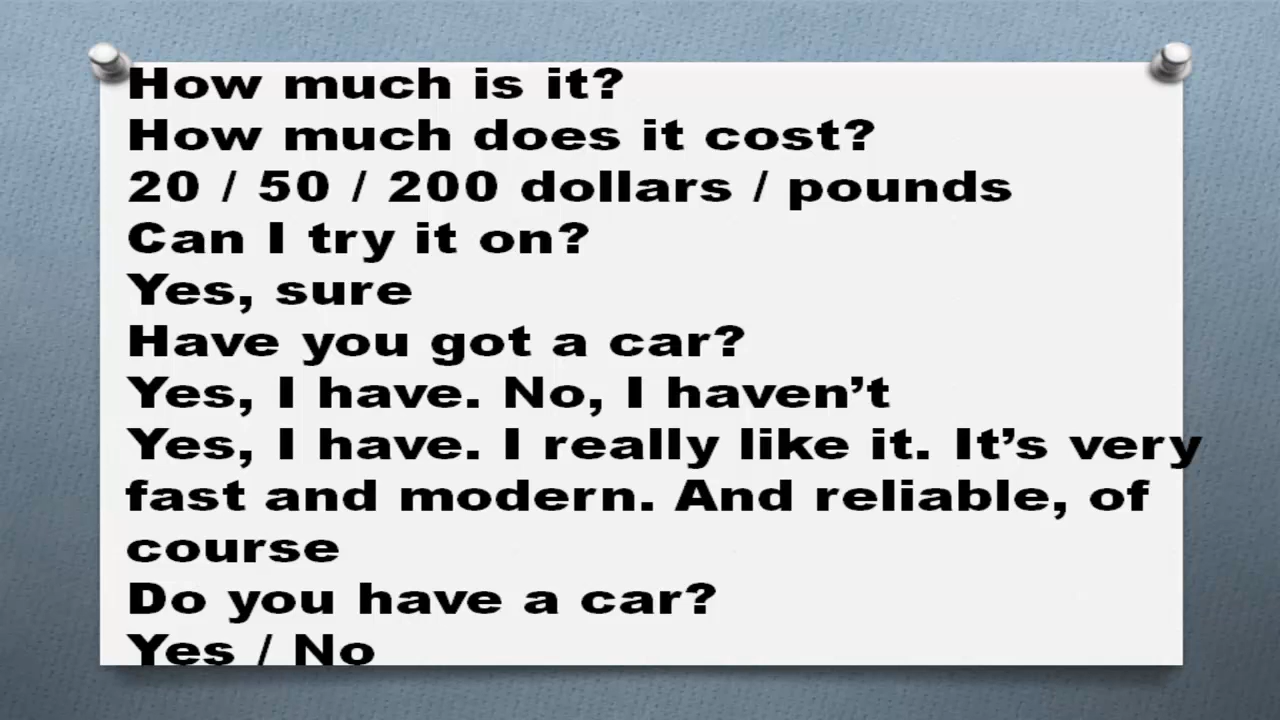 How much is it?
How much does it cost?
20 / 50 / 200 dollars / pounds
Can I try it on?
Yes, sure
Have you got a car?
Yes, I have. No, I haven’t
Yes, I have. I really like it. It’s very
fast and modern. And reliable, of
course
Do you have a car?
Yes / No